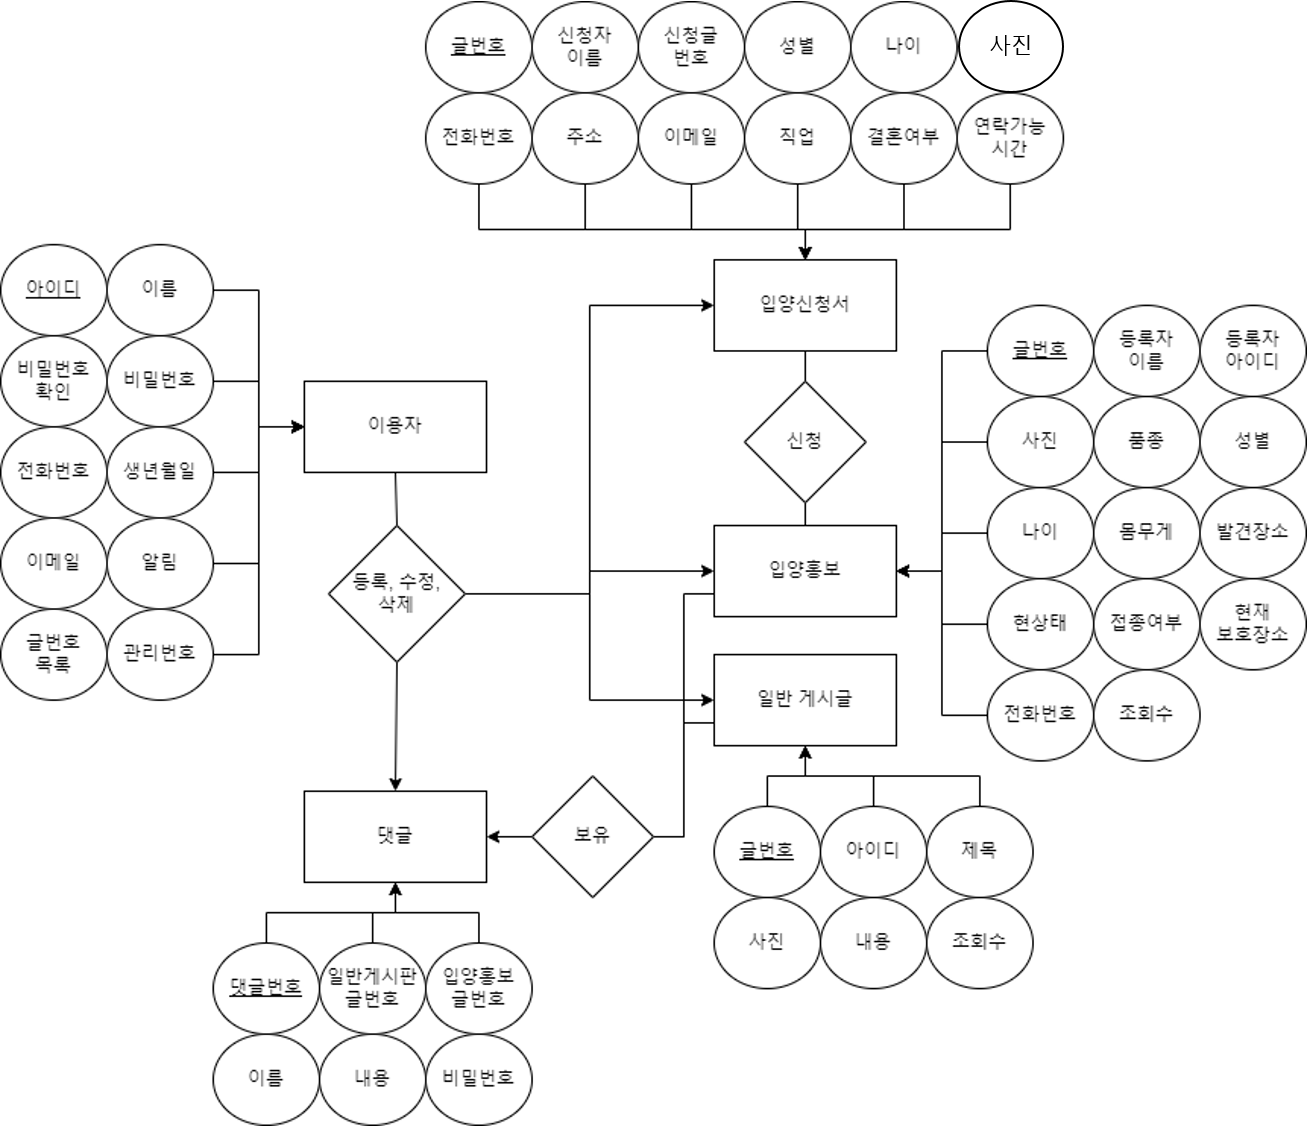 글번호
신청자
이름
신청글
번호
성별
나이
사진
전화번호
주소
이메일
직업
결혼여부
연락가능
시간
아이디
이름
비밀번호
확인
비밀번호
전화번호
생년월일
이메일
알림
글번호
목록
관리번호
이용자
등록, 수정,
삭제
입양신청서
신청
입양홍보
일반 게시글
글번호
등록자
이름
등록자
아이디
사진
품종
성별
나이
몸무게
발견장소
현상태
접종여부
현재
보호장소
전화번호
조회수
댓글
보유
글번호
아이디
제목
사진
내용
조회수
댓글번호
일반게시판
글번호
입양홍보
글번호
이름
내용
비밀번호